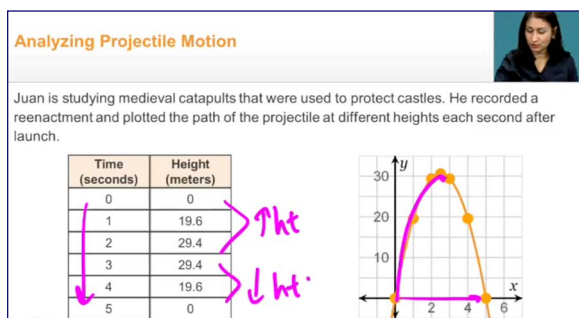 Analyzing Projectile Motion
Juan is studying medieval catapults that were used to protect castles. He recorded a
reenactment and plotted the path of the projectile at different heights each second after
launch.
Time (seconds) Height (meters)
0 0
1 19.6
2 29.4
3 29.4
4 19.6
5 0
↑ht
↓ht.
y
30
20
10
x
2 4 6